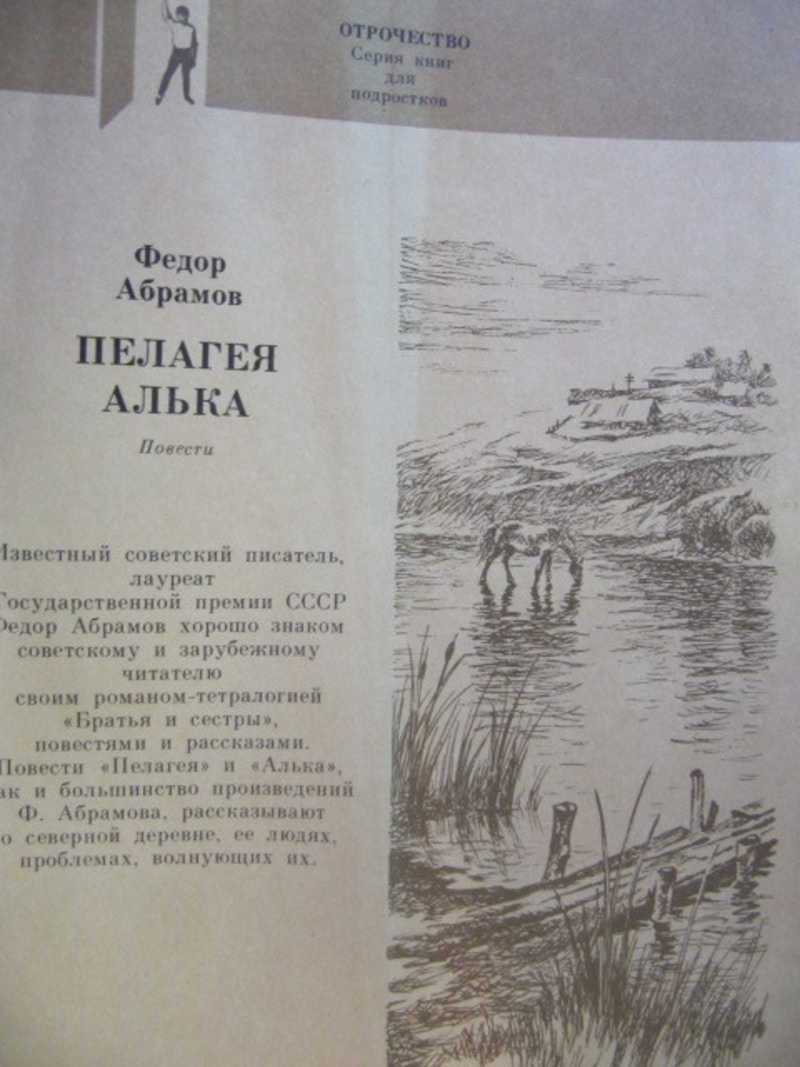 ОТРОЧЕСТВО
Серия книг
для
подростков
Федор
Абрамов
ПЕЛАГЕЯ
АЛЬКА
Повести
Известный советский писатель,
лауреат
Государственной премии СССР
Федор Абрамов хорошо знаком
советскому и зарубежному
читателю
своим романом-тетралогией
«Братья и сестры»,
повестями и рассказами.
Повести «Пелагея» и «Алька»,
ак и большинство произведений
Ф. Абрамова, рассказывают
о северной деревне, ее людях,
проблемах, волнующих их.